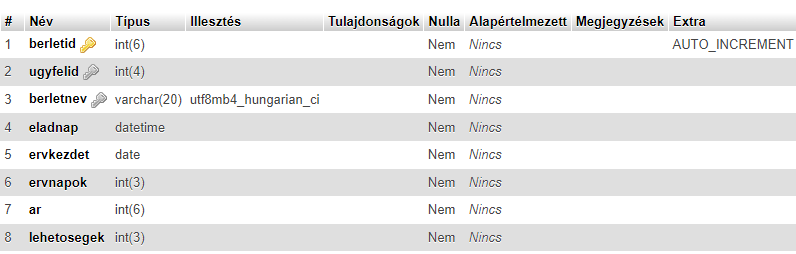 # Név Típus Illesztés Tulajdonságok Nulla Alapértelmezett Megjegyzések Extra
1 berletid int(6) Nem Nincs AUTO_INCREMENT
2 ugyfelid int(4) Nem Nincs
3 berletnev varchar(20) utf8mb4_hungarian_ci Nem Nincs
4 eladnap datetime Nem Nincs
5 ervkezdet date Nem Nincs
6 ervnapok int(3) Nem Nincs
7 ar int(6) Nem Nincs
8 lehetosegek int(3) Nem Nincs